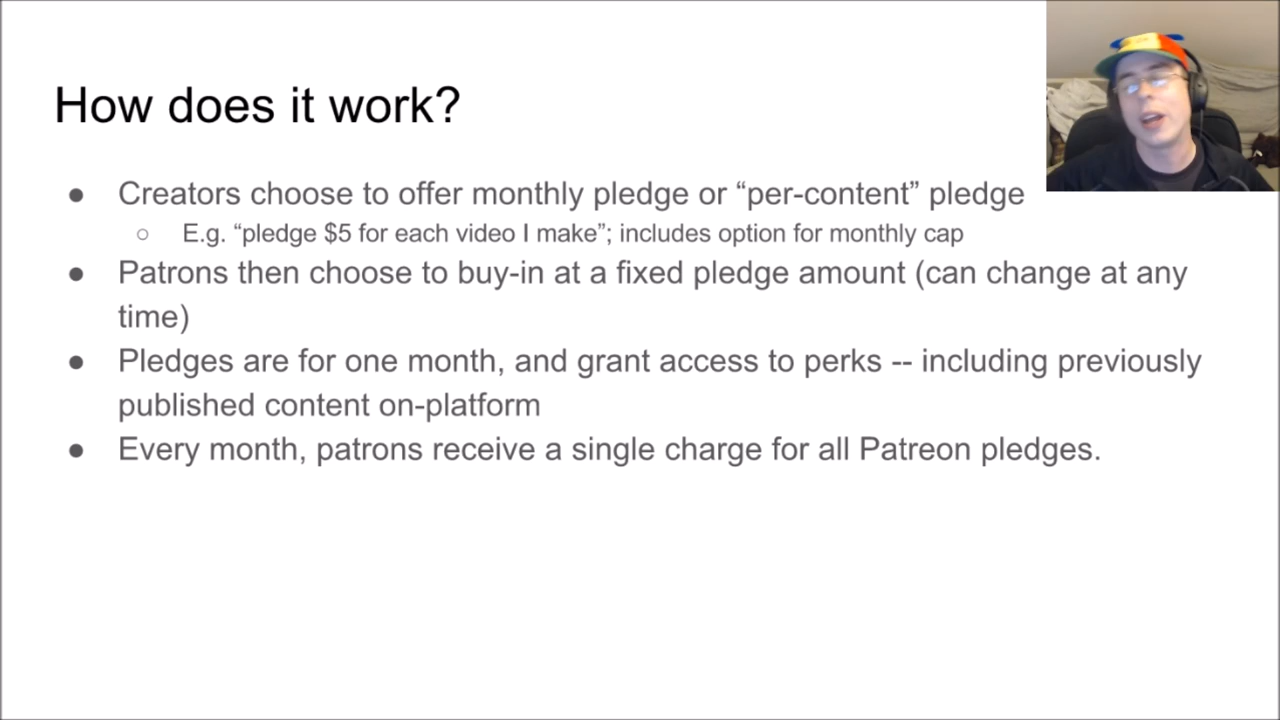 How does it work?
● Creators choose to offer monthly pledge or “per-content” pledge
○ E.g. “pledge $5 for each video I make”; includes option for monthly cap
● Patrons then choose to buy-in at a fixed pledge amount (can change at any
time)
● Pledges are for one month, and grant access to perks -- including previously
published content on-platform
● Every month, patrons receive a single charge for all Patreon pledges.